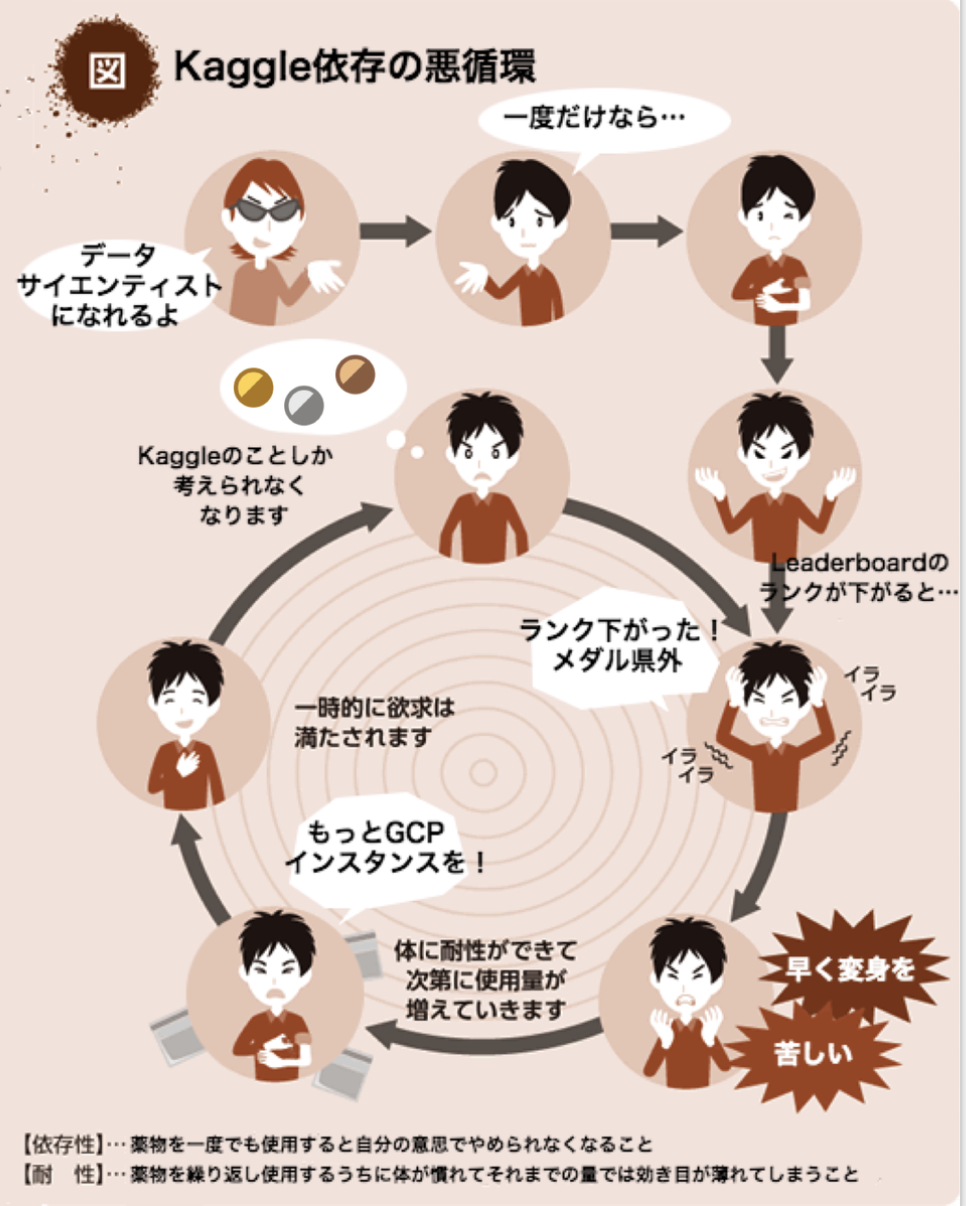 図 Kaggle依存の悪循環
一度だけなら…
データ
サイエンティスト
になれるよ
Kaggleのことしか
考えられなく
なります
Leaderboardの
ランクが下がると…
ランク下がった！
メダル県外
イラ
イラ
イラ
イラ
一時的に欲求は
満たされます
もっとGCP
インスタンスを！
体に耐性ができて
次第に使用量が
増えていきます
早く変身を
苦しい
【依存性】…薬物を一度でも使用すると自分の意思でやめられなくなること
【耐　性】…薬物を繰り返し使用するうちに体が慣れてそれまでの量では効き目が薄れてしまうこと